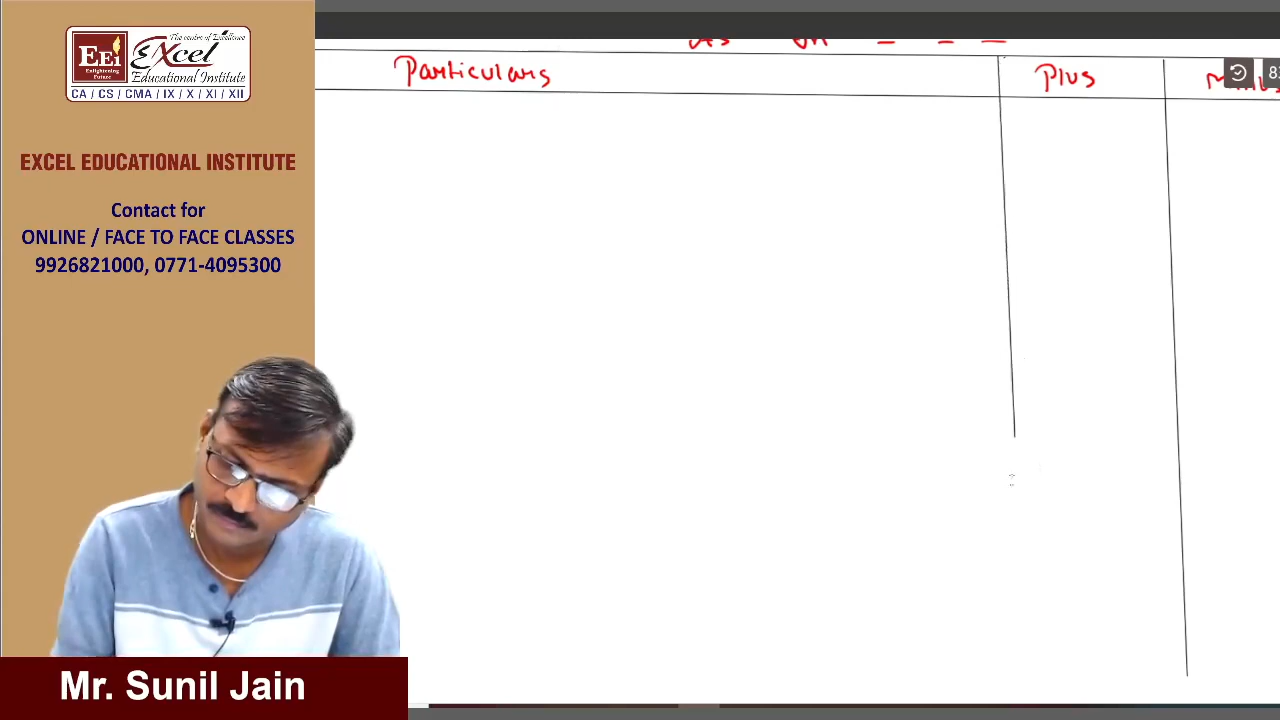 The centre of Excellence
EEi
Enlightening Future
Excel
Educational Institute
CA / CS / CMA / IX / X / XI / XII
EXCEL EDUCATIONAL INSTITUTE
Contact for
ONLINE / FACE TO FACE CLASSES
9926821000, 0771-4095300
Particulars Plus
Mr. Sunil Jain